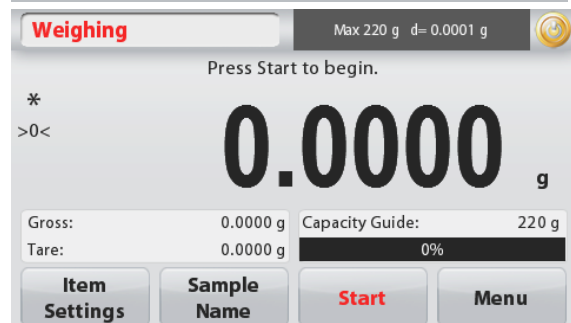 Weighing Max 220 g d= 0.0001 g
Press Start to begin.
*
>0<
0.0000 g
Gross: 0.0000 g Capacity Guide: 220 g
Tare: 0.0000 g 0%
Item Settings Sample Name Start Menu